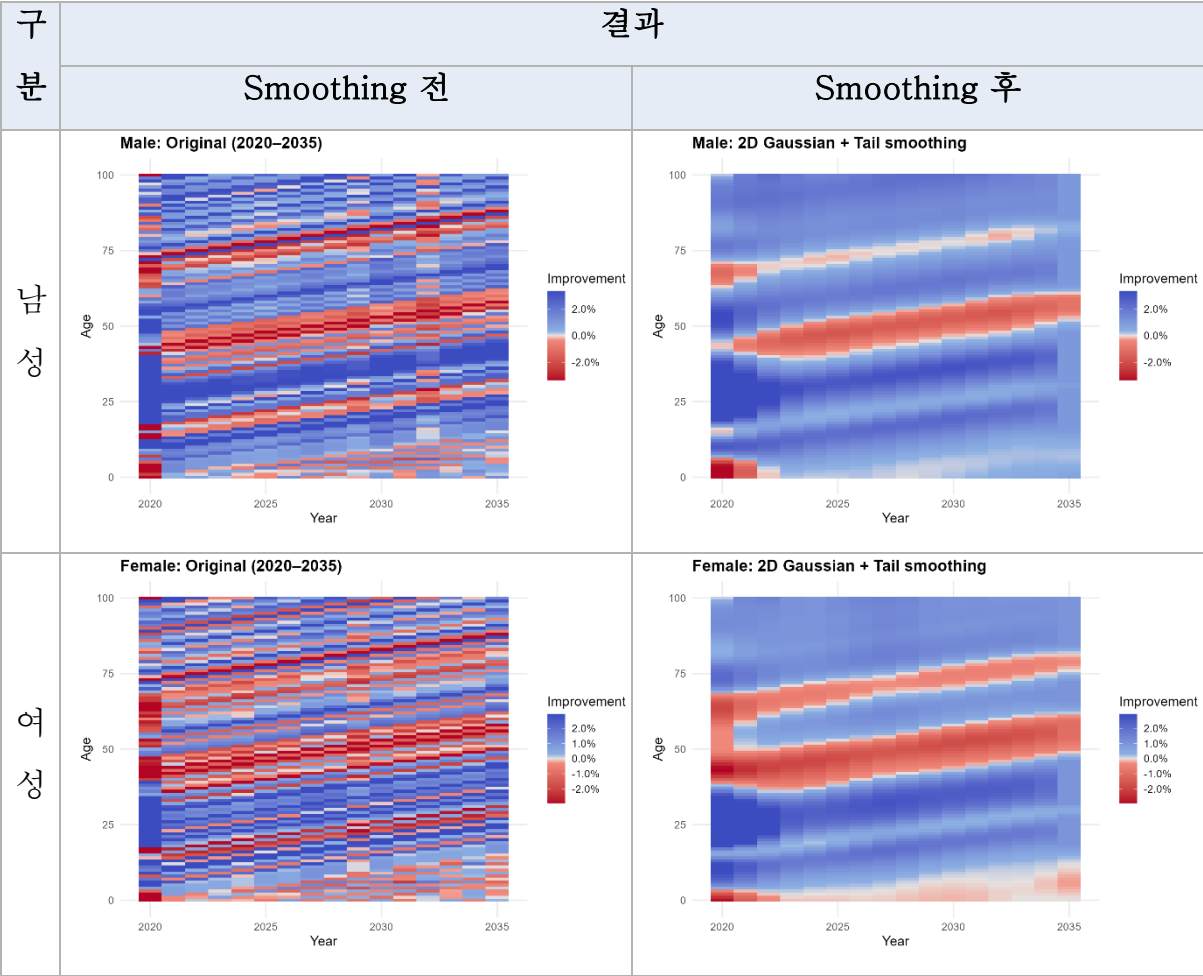 구
분
결과
Smoothing 전
Smoothing 후
남
성
Male: Original (2020–2035)
100
75
50
25
0
Age
2020
2025
2030
2035
Year
Improvement
2.0%
0.0%
-2.0%
Male: 2D Gaussian + Tail smoothing
100
75
50
25
0
Age
2020
2025
2030
2035
Year
Improvement
2.0%
0.0%
-2.0%
여
성
Female: Original (2020–2035)
100
75
50
25
0
Age
2020
2025
2030
2035
Year
Improvement
2.0%
1.0%
0.0%
-1.0%
-2.0%
Female: 2D Gaussian + Tail smoothing
100
75
50
25
0
Age
2020
2025
2030
2035
Year
Improvement
2.0%
1.0%
0.0%
-1.0%
-2.0%